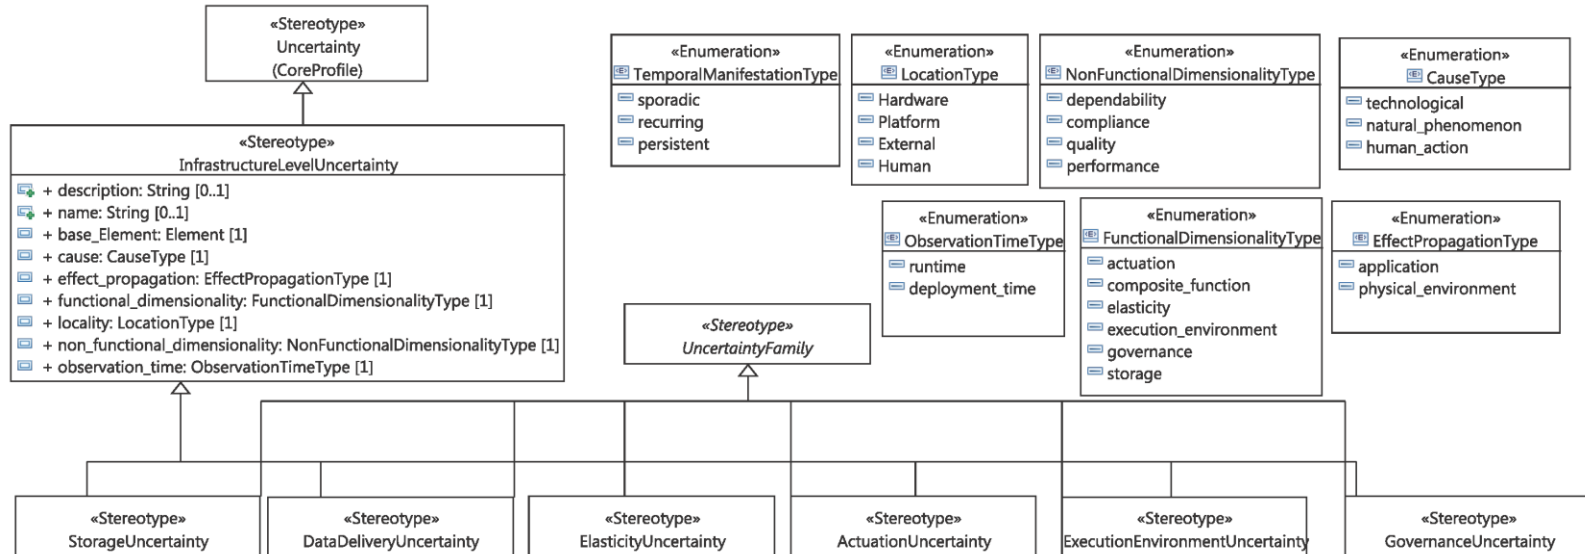 «Stereotype»
Uncertainty
(CoreProfile)
«Stereotype»
InfrastructureLevelUncertainty
+ description: String [0..1]
+ name: String [0..1]
+ base_Element: Element [1]
+ cause: CauseType [1]
+ effect_propagation: EffectPropagationType [1]
+ functional_dimensionality: FunctionalDimensionalityType [1]
+ locality: LocationType [1]
+ non_functional_dimensionality: NonFunctionalDimensionalityType [1]
+ observation_time: ObservationTimeType [1]
«Enumeration»
TemporalManifestationType
sporadic
recurring
persistent
«Enumeration»
LocationType
Hardware
Platform
External
Human
«Enumeration»
NonFunctionalDimensionalityType
dependability
compliance
quality
performance
«Enumeration»
CauseType
technological
natural_phenomenon
human_action
«Enumeration»
ObservationTimeType
runtime
deployment_time
«Enumeration»
FunctionalDimensionalityType
actuation
composite_function
elasticity
execution_environment
governance
storage
«Enumeration»
EffectPropagationType
application
physical_environment
«Stereotype»
UncertaintyFamily
«Stereotype»
StorageUncertainty
«Stereotype»
DataDeliveryUncertainty
«Stereotype»
ElasticityUncertainty
«Stereotype»
ActuationUncertainty
«Stereotype»
ExecutionEnvironmentUncertainty
«Stereotype»
GovernanceUncertainty